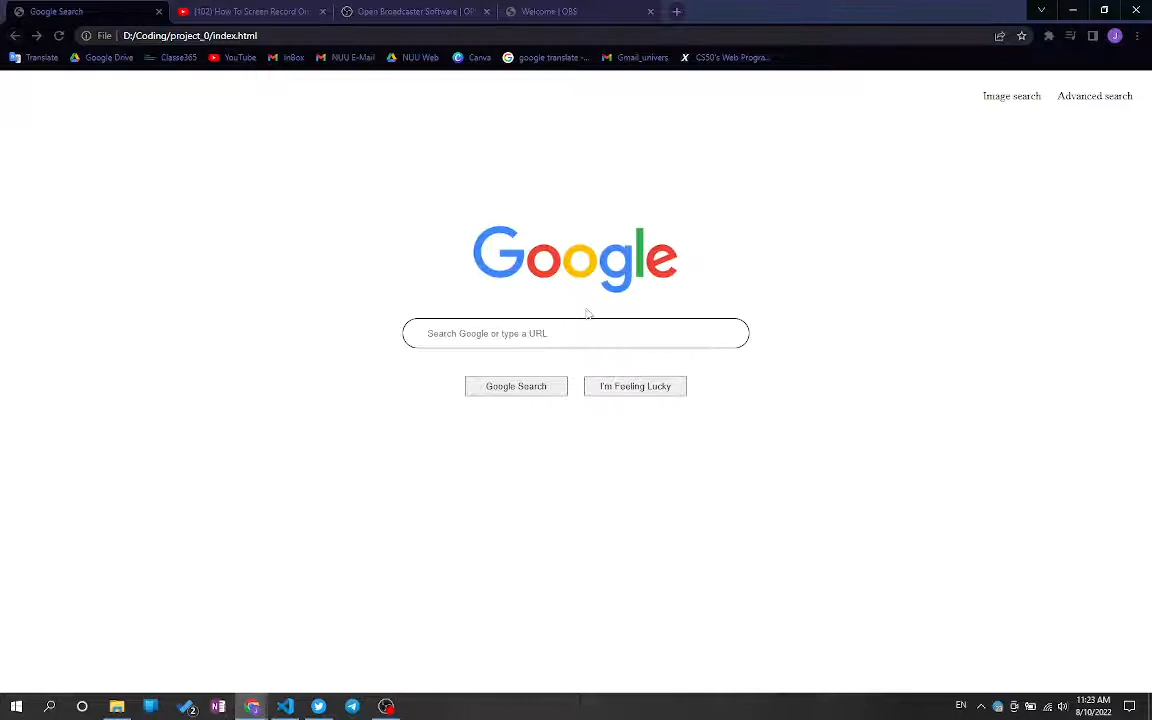 Google Search
(102) How To Screen Record On
Open Broadcaster Software | OB
Welcome | OBS
File
D:/Coding/project_0/index.html
J
Translate
Google Drive
Classe365
YouTube
InBox
NUU E-Mail
NUU Web
Canva
google translate -...
Gmail_univers
CS50's Web Progra...
Image search
Advanced search
Google
Search Google or type a URL
Google Search
I'm Feeling Lucky
2
EN
11:23 AM
8/10/2022